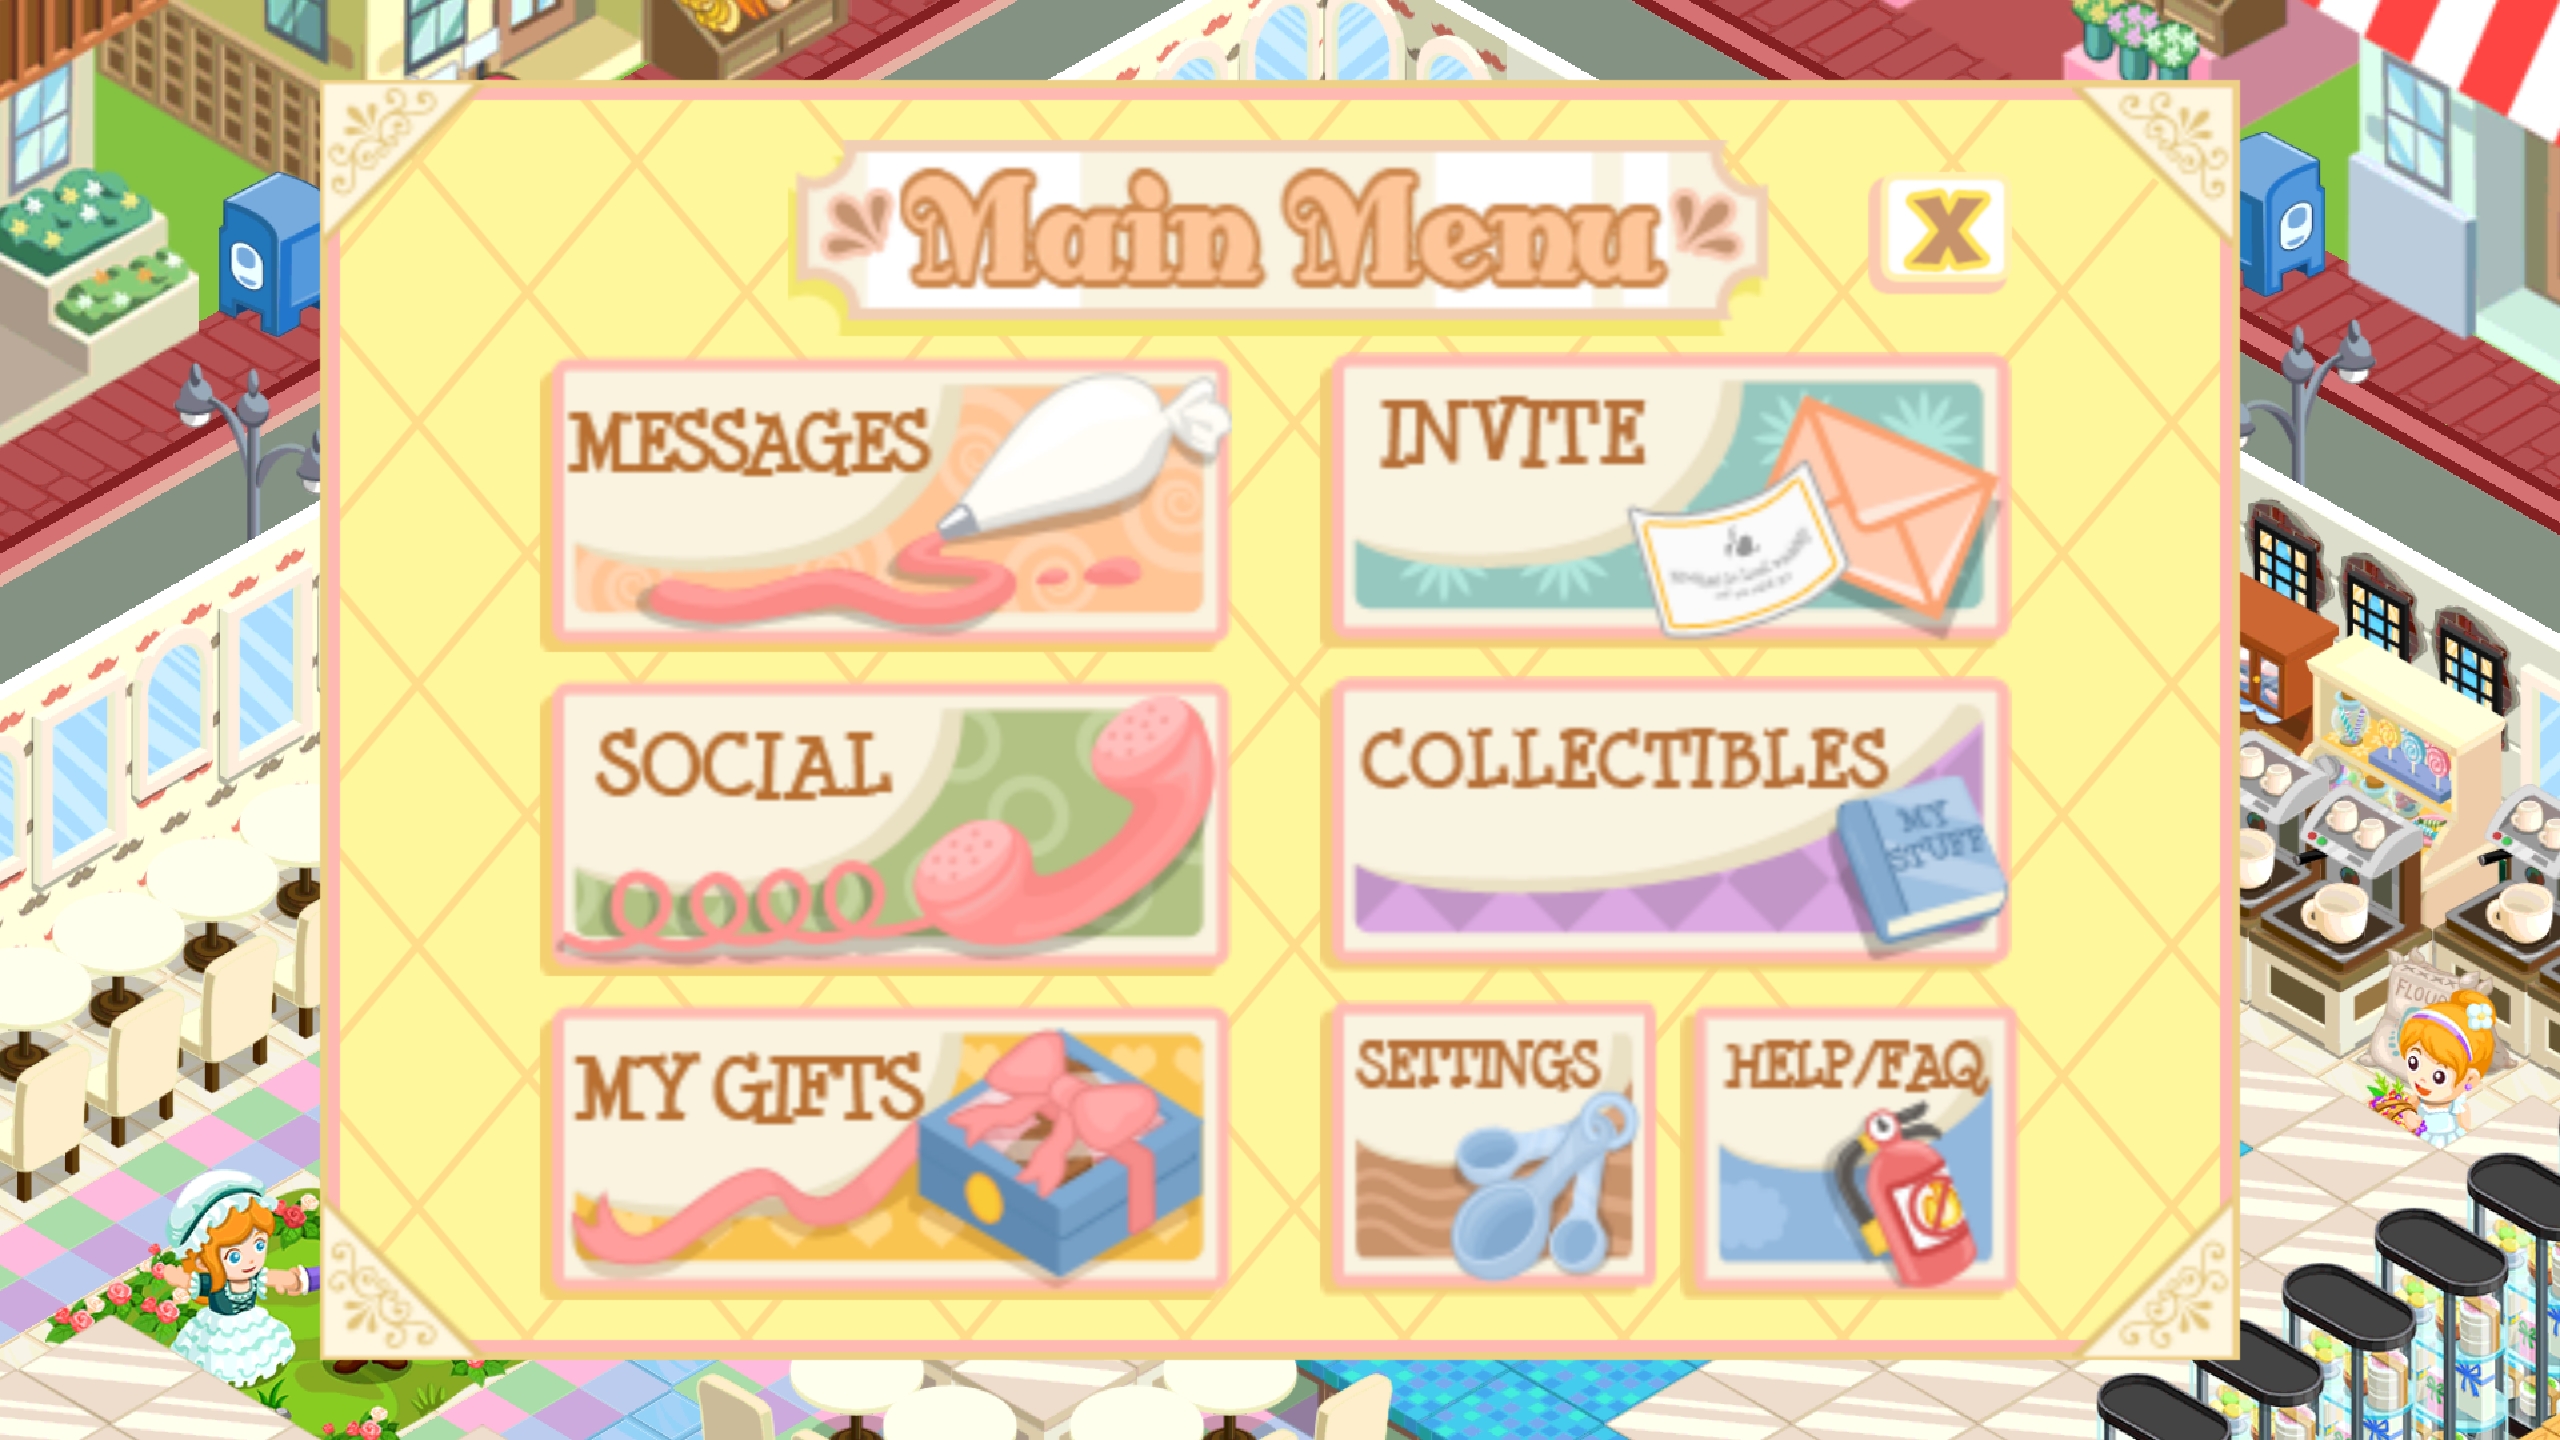 Main Menu
X
MESSAGES
INVITE
SOCIAL
COLLECTIBLES
MY
STUFF
MY GIFTS
SETTINGS
HELP/FAQ
FLOUR